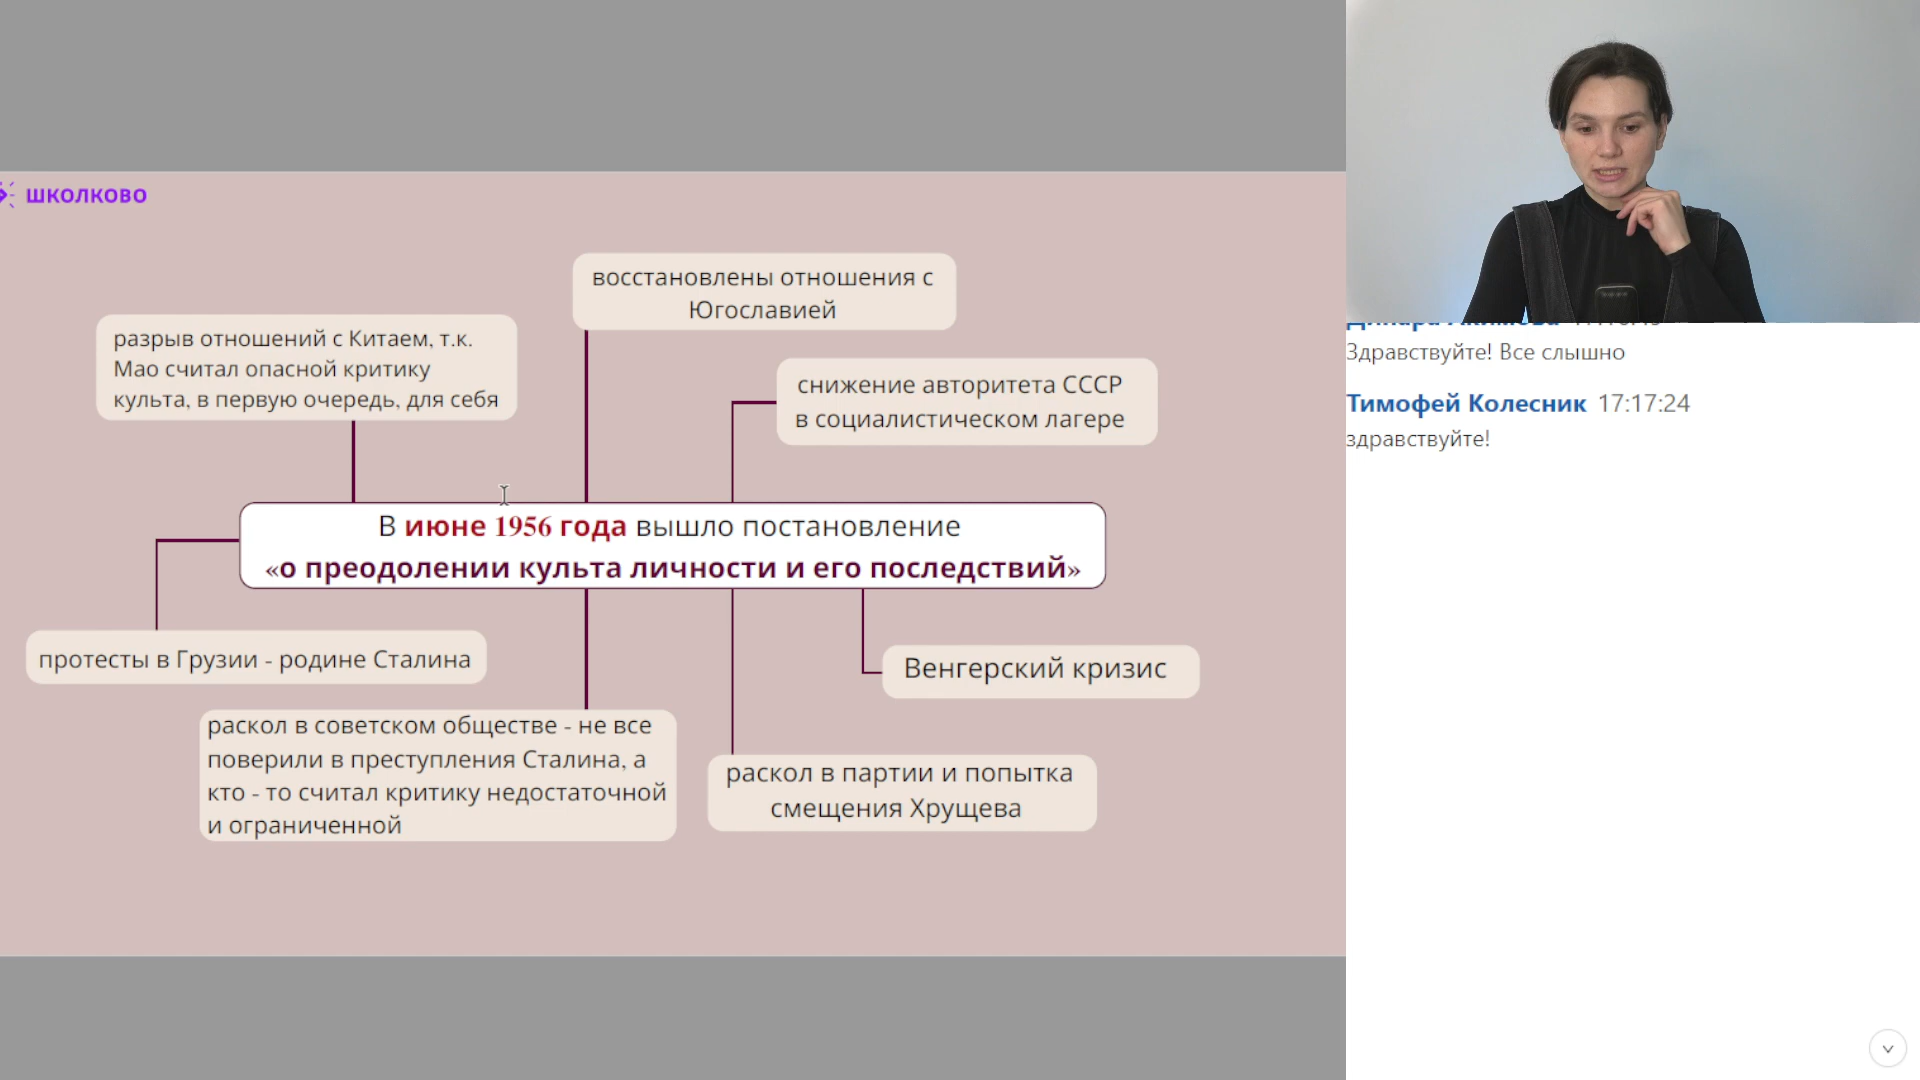 ШКОЛКОВО
восстановлены отношения с
Югославией
разрыв отношений с Китаем, т.к.
Мао считал опасной критику
культа, в первую очередь, для себя
снижение авторитета СССР
в социалистическом лагере
В июне 1956 года вышло постановление
«о преодолении культа личности и его последствий»
протесты в Грузии - родине Сталина
Венгерский кризис
раскол в советском обществе - не все
поверили в преступления Сталина, а
кто - то считал критику недостаточной
и ограниченной
раскол в партии и попытка
смещения Хрущева
Здравствуйте! Все слышно
Тимофей Колесник 17:17:24
здравствуйте!